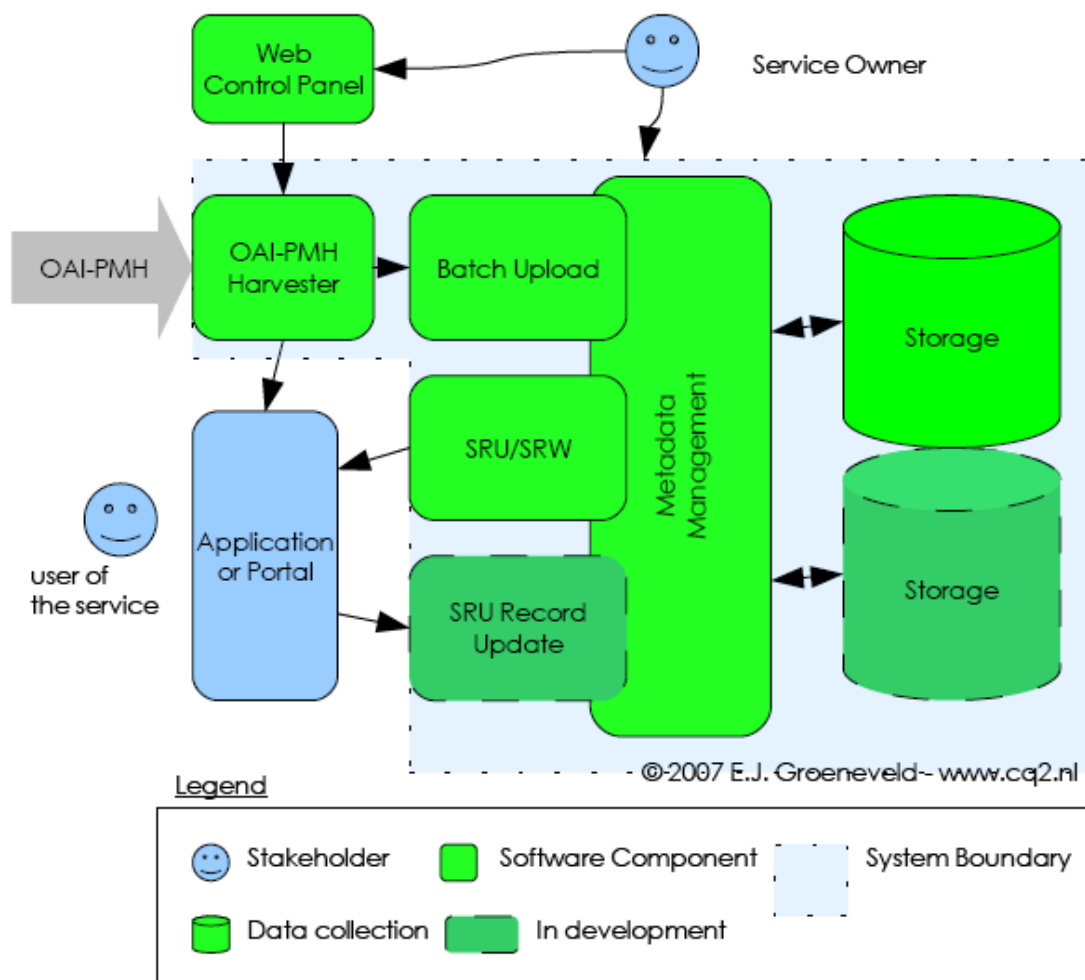 Web
Control Panel
Service Owner
OAI-PMH
OAI-PMH
Harvester
Batch Upload
Storage
Metadata
Management
SRU/SRW
Application
or Portal
user of
the service
SRU Record
Update
Storage
©2007 E.J. Groeneveld - www.cq2.nl
Legend
Stakeholder
Software Component
System Boundary
Data collection
In development